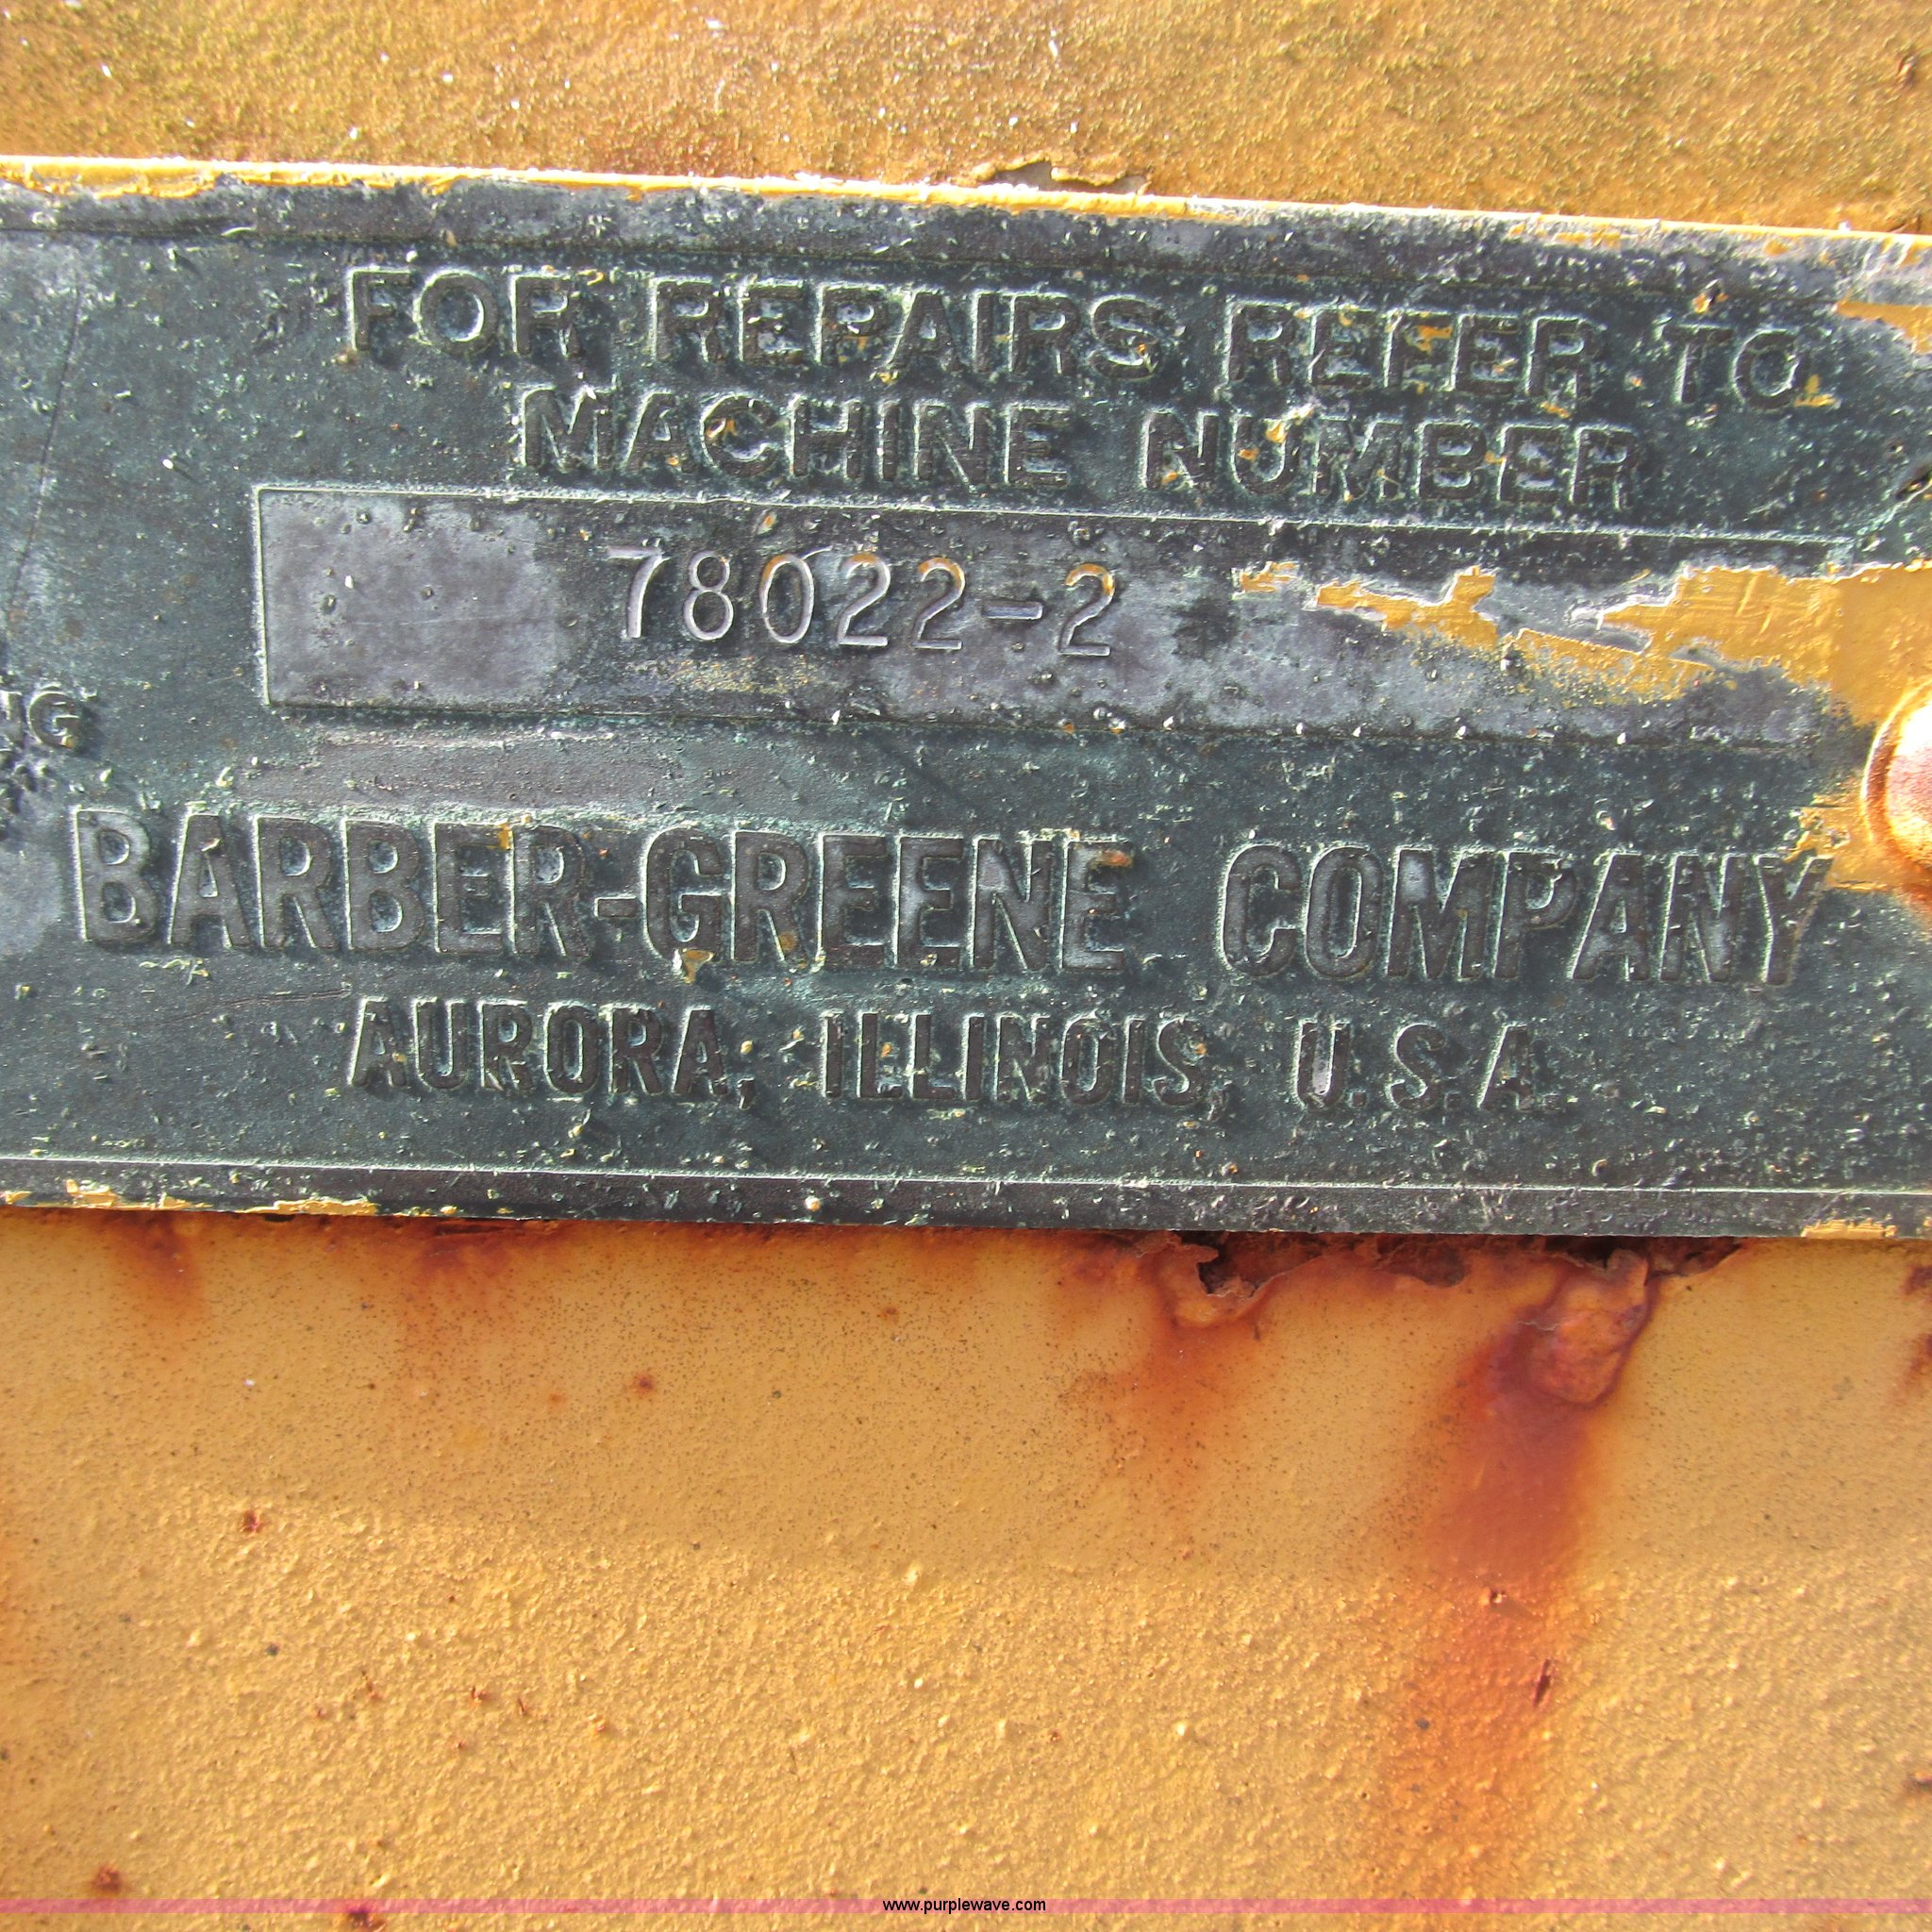 FOR REPAIRS REFER TO
MACHINE NUMBER
78022-2
BARBER-GREENE COMPANY
AURORA, ILLINOIS, U.S.A.
www.purplewave.com